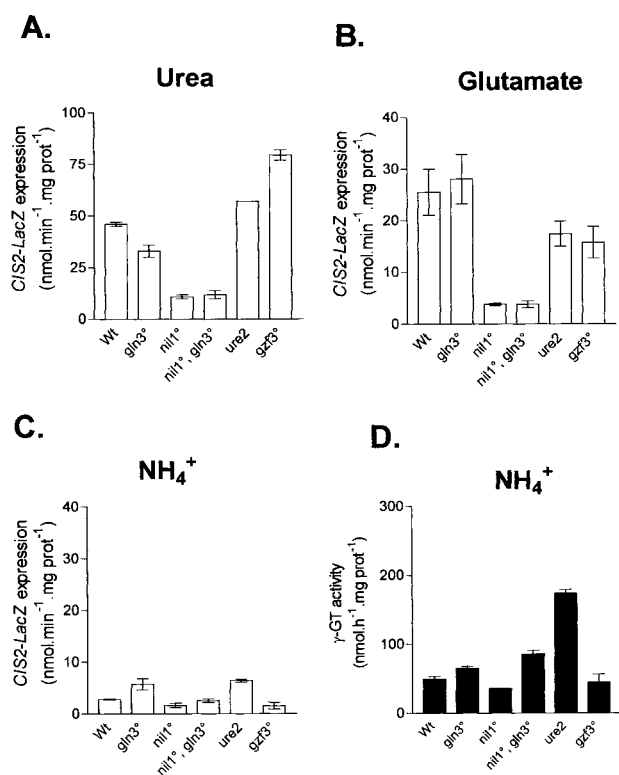 A.
Urea
CIS2-LacZ expression
(nmol.min⁻¹.mg prot⁻¹)
100
75
50
25
0
Wt
gln3°
nil1°
nil1°, gln3°
ure2
gzf3°
B.
Glutamate
CIS2-LacZ expression
(nmol.min⁻¹.mg prot⁻¹)
40
30
20
10
0
Wt
gln3°
nil1°
nil1°, gln3°
ure2
gzf3°
C.
NH₄⁺
CIS2-LacZ expression
(nmol.min⁻¹.mg prot⁻¹)
40
30
20
10
0
Wt
gln3°
nil1°
nil1°, gln3°
ure2
gzf3°
D.
NH₄⁺
γ-GT activity
(nmol.h⁻¹.mg prot⁻¹)
300
200
100
0
Wt
gln3°
nil1°
nil1°, gln3°
ure2
gzf3°